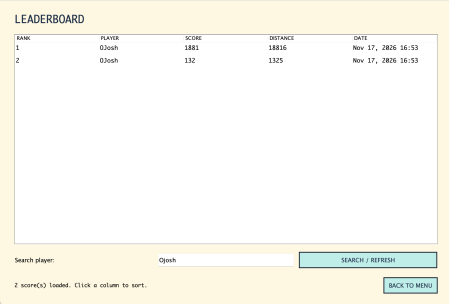 LEADERBOARD
RANK PLAYER SCORE DISTANCE DATE
1 OJosh 1881 18816 Nov 17, 2026 16:53
2 OJosh 132 1325 Nov 17, 2026 16:53
Search player: Ojosh SEARCH / REFRESH
2 score(s) loaded. Click a column to sort. BACK TO MENU